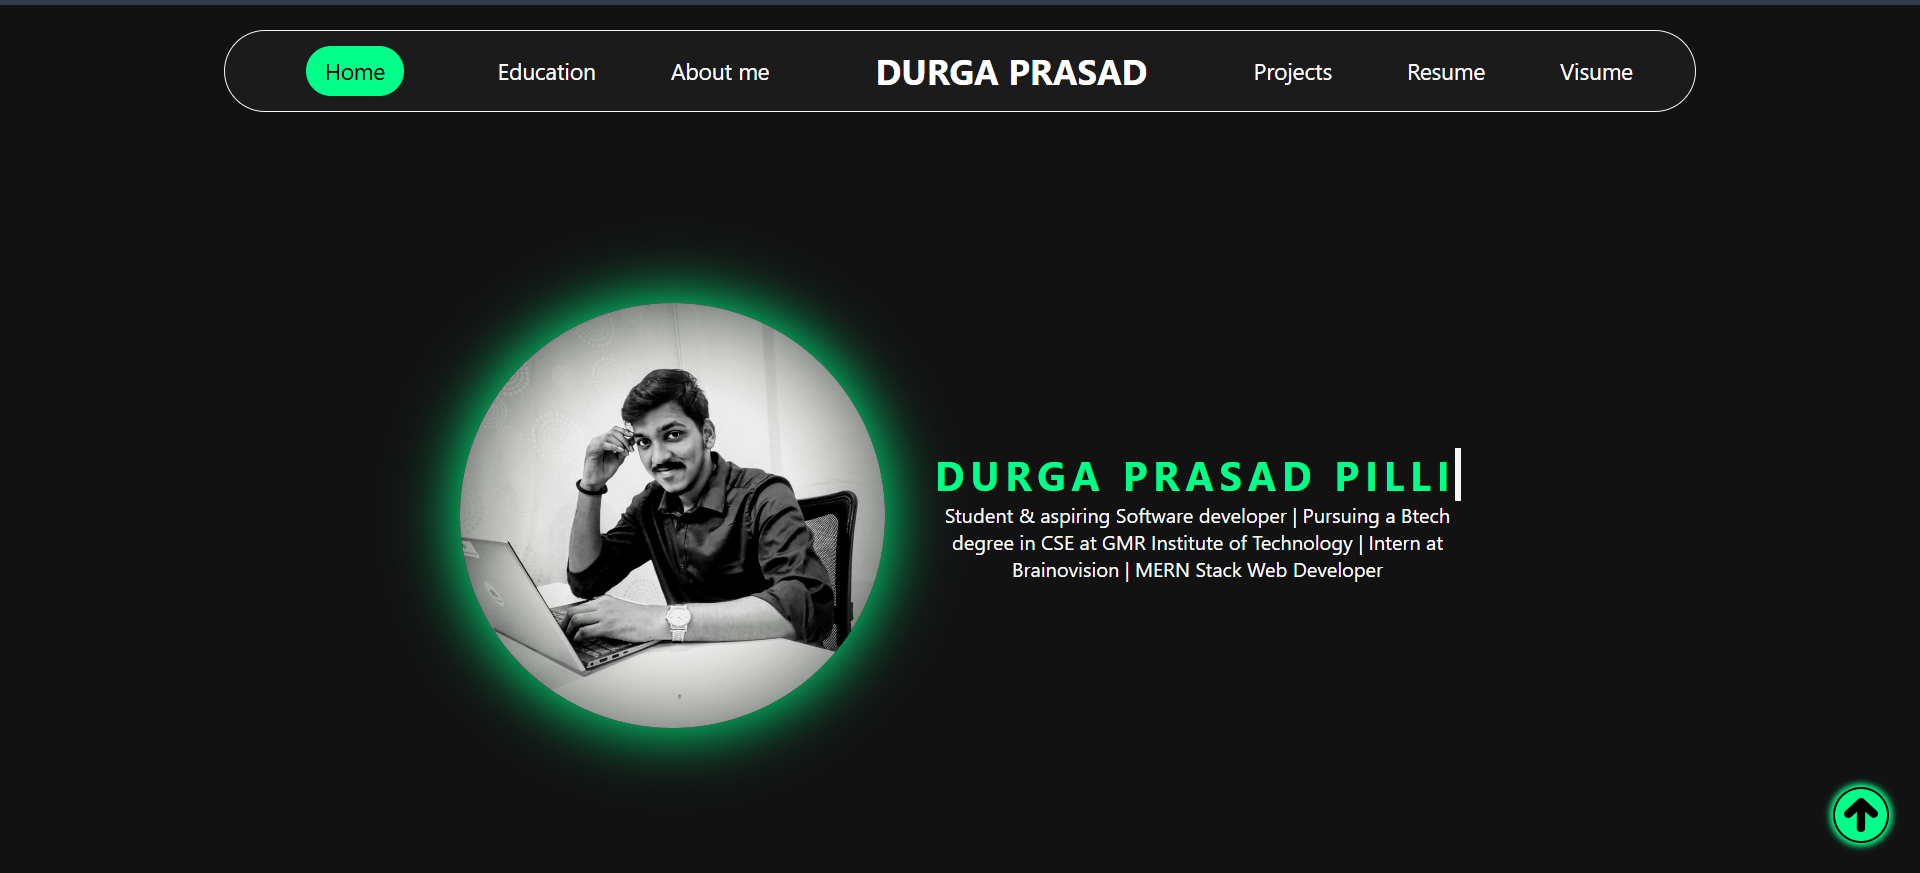 Home Education About me DURGA PRASAD Projects Resume Visume
DURGA PRASAD PILLI
Student & aspiring Software developer | Pursuing a Btech
degree in CSE at GMR Institute of Technology | Intern at
Brainovision | MERN Stack Web Developer